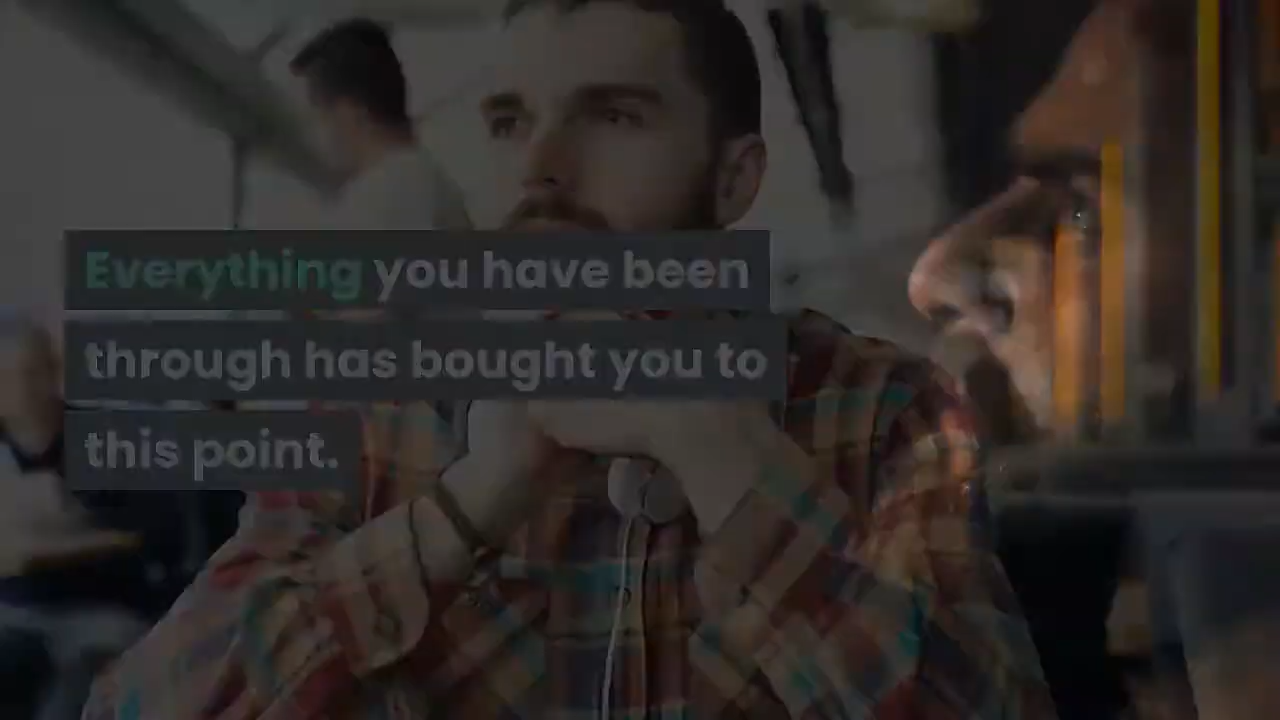 Everything you have been
through has bought you to
this point.